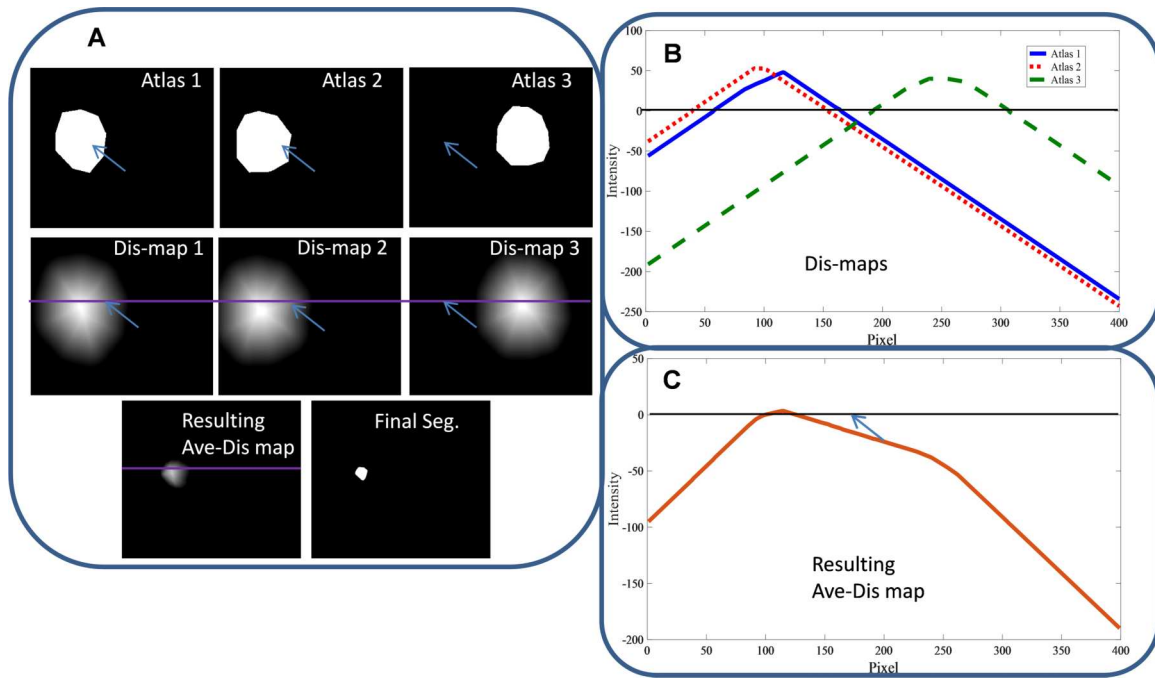 A
Atlas 1
Atlas 2
Atlas 3
Dis-map 1
Dis-map 2
Dis-map 3
Resulting
Ave-Dis map
Final Seg.
B
100
50
0
-50
-100
-150
-200
-250
Intensity
0
50
100
150
200
250
300
350
400
Pixel
Atlas 1
Atlas 2
Atlas 3
Dis-maps
C
50
0
-50
-100
-150
-200
Intensity
0
50
100
150
200
250
300
350
400
Pixel
Resulting
Ave-Dis map